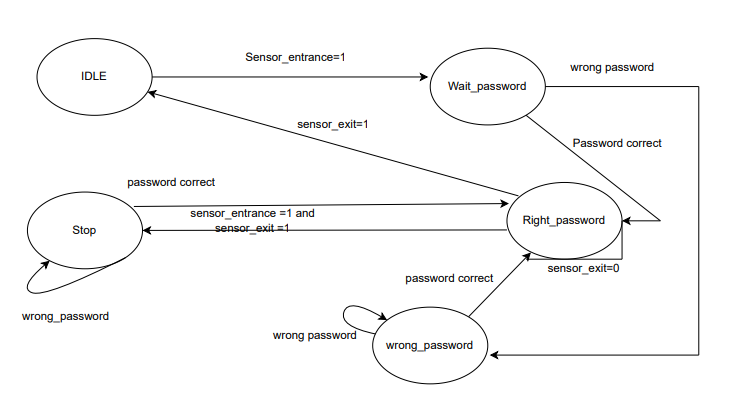 Sensor_entrance=1
wrong password
IDLE
Wait_password
sensor_exit=1
Password correct
password correct
sensor_entrance =1 and
sensor_exit =1
Right_password
Stop
sensor_exit=0
password correct
wrong_password
wrong password
wrong_password